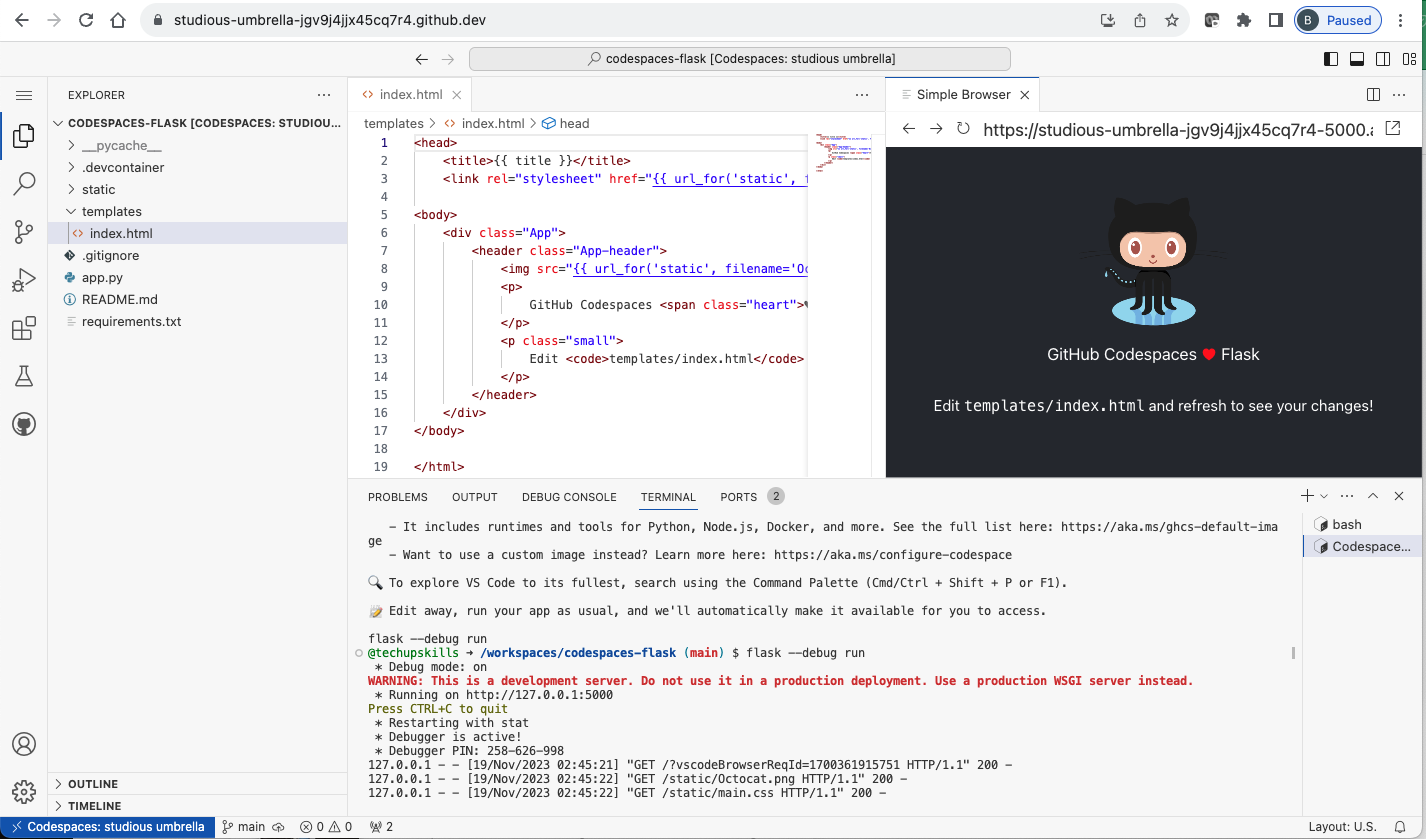 studious-umbrella-jgv9j4jjx45cq7r4.github.dev
B Paused
codespaces-flask [Codespaces: studious umbrella]
EXPLORER
CODESPACES-FLASK [CODESPACES: STUDIOU...
__pycache__
.devcontainer
static
templates
<> index.html
.gitignore
app.py
README.md
requirements.txt
OUTLINE
TIMELINE
<> index.html
templates > <> index.html > head
1 <head>
2 <title>{{ title }}</title>
3 <link rel="stylesheet" href="{{ url_for('static', f
4
5 <body>
6 <div class="App">
7 <header class="App-header">
8 <img src="{{ url_for('static', filename='Oc
9 <p>
10 GitHub Codespaces <span class="heart">
11 </p>
12 <p class="small">
13 Edit <code>templates/index.html</code>
14 </p>
15 </header>
16 </div>
17 </body>
18
19 </html>
Simple Browser
https://studious-umbrella-jgv9j4jjx45cq7r4-5000.a
GitHub Codespaces ♥ Flask
Edit templates/index.html and refresh to see your changes!
PROBLEMS OUTPUT DEBUG CONSOLE TERMINAL PORTS 2
- It includes runtimes and tools for Python, Node.js, Docker, and more. See the full list here: https://aka.ms/ghcs-default-ima
ge
- Want to use a custom image instead? Learn more here: https://aka.ms/configure-codespace
🔍 To explore VS Code to its fullest, search using the Command Palette (Cmd/Ctrl + Shift + P or F1).
📝 Edit away, run your app as usual, and we'll automatically make it available for you to access.
flask --debug run
@techupskills ➜ /workspaces/codespaces-flask (main) $ flask --debug run
* Debug mode: on
WARNING: This is a development server. Do not use it in a production deployment. Use a production WSGI server instead.
* Running on http://127.0.0.1:5000
Press CTRL+C to quit
* Restarting with stat
* Debugger is active!
* Debugger PIN: 258-626-998
127.0.0.1 - - [19/Nov/2023 02:45:21] "GET /?vscodeBrowserReqId=1700361915751 HTTP/1.1" 200 -
127.0.0.1 - - [19/Nov/2023 02:45:22] "GET /static/Octocat.png HTTP/1.1" 200 -
127.0.0.1 - - [19/Nov/2023 02:45:22] "GET /static/main.css HTTP/1.1" 200 -
bash
Codespace...
Codespaces: studious umbrella main 0 0 2 Layout: U.S.